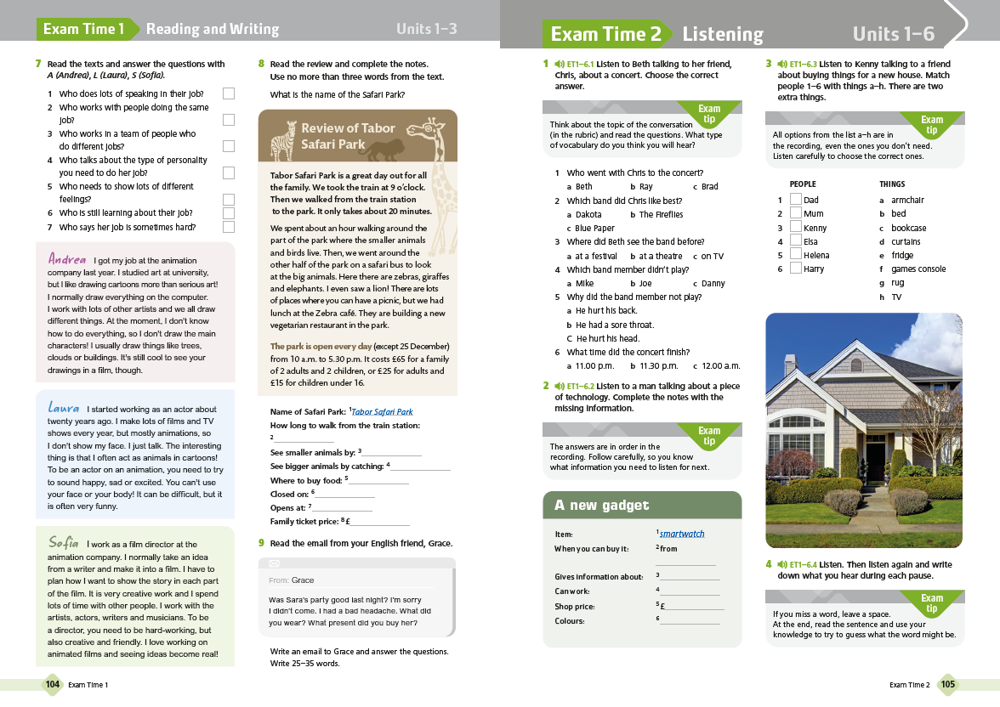 Exam Time 1 Reading and Writing Units 1–3
7 Read the texts and answer the questions with
A (Andrea), L (Laura), S (Sofia).
1 Who does lots of speaking in their job?
2 Who works with people doing the same
job?
3 Who works in a team of people who
do different jobs?
4 Who talks about the type of personality
you need to do her job?
5 Who needs to show lots of different
feelings?
6 Who is still learning about their job?
7 Who says her job is sometimes hard?
Andrea I got my job at the animation
company last year. I studied art at university,
but I like drawing cartoons more than serious art!
I normally draw everything on the computer.
I work with lots of other artists and we all draw
different things. At the moment, I don't know
how to do everything, so I don't draw the main
characters! I usually draw things like trees,
clouds or buildings. It's still cool to see your
drawings in a film, though.
Laura I started working as an actor about
twenty years ago. I make lots of films and TV
shows every year, but mostly animations, so
I don't show my face. I just talk. The interesting
thing is that I often act as animals in cartoons!
To be an actor on an animation, you need to try
to sound happy, sad or excited. You can't use
your face or your body! It can be difficult, but it
is often very funny.
Sofia I work as a film director at the
animation company. I normally take an idea
from a writer and make it into a film. I have to
plan how I want to show the story in each part
of the film. It is very creative work and I spend
lots of time with other people. I work with the
artists, actors, writers and musicians. To be
a director, you need to be hard-working, but
also creative and friendly. I love working on
animated films and seeing ideas become real!
8 Read the review and complete the notes.
Use no more than three words from the text.
What is the name of the Safari Park?
Review of Tabor
Safari Park
Tabor Safari Park is a great day out for all
the family. We took the train at 9 o'clock.
Then we walked from the train station
to the park. It only takes about 20 minutes.
We spent about an hour walking around the
part of the park where the smaller animals
and birds live. Then, we went around the
other half of the park on a safari bus to look
at the big animals. Here there are zebras, giraffes
and elephants. I even saw a lion! There are lots
of places where you can have a picnic, but we had
lunch at the Zebra café. They are building a new
vegetarian restaurant in the park.
The park is open every day (except 25 December)
from 10 a.m. to 5.30 p.m. It costs £65 for a family
of 2 adults and 2 children, or £25 for adults and
£15 for children under 16.
Name of Safari Park: 1 Tabor Safari Park
How long to walk from the train station:
2
See smaller animals by: 3
See bigger animals by catching: 4
Where to buy food: 5
Closed on: 6
Opens at: 7
Family ticket price: 8 £
9 Read the email from your English friend, Grace.
From: Grace
Was Sara's party good last night? I'm sorry
I didn't come. I had a bad headache. What did
you wear? What present did you buy her?
Write an email to Grace and answer the questions.
Write 25–35 words.
104 Exam Time 1
Exam Time 2 Listening Units 1–6
1 ET1–6.1 Listen to Beth talking to her friend,
Chris, about a concert. Choose the correct
answer.
Exam
tip
Think about the topic of the conversation
(in the rubric) and read the questions. What type
of vocabulary do you think you will hear?
1 Who went with Chris to the concert?
a Beth b Ray c Brad
2 Which band did Chris like best?
a Dakota b The Fireflies
c Blue Paper
3 Where did Beth see the band before?
a at a festival b at a theatre c on TV
4 Which band member didn't play?
a Mike b Joe c Danny
5 Why did the band member not play?
a He hurt his back.
b He had a sore throat.
C He hurt his head.
6 What time did the concert finish?
a 11.00 p.m. b 11.30 p.m. c 12.00 a.m.
2 ET1–6.2 Listen to a man talking about a piece
of technology. Complete the notes with the
missing information.
Exam
tip
The answers are in order in the
recording. Follow carefully, so you know
what information you need to listen for next.
A new gadget
Item: 1 smartwatch
When you can buy it: 2 from
Gives information about: 3
Can work: 4
Shop price: 5 £
Colours: 6
3 ET1–6.3 Listen to Kenny talking to a friend
about buying things for a new house. Match
people 1–6 with things a–h. There are two
extra things.
Exam
tip
All options from the list a–h are in
the recording, even the ones you don't need.
Listen carefully to choose the correct ones.
PEOPLE THINGS
1 Dad a armchair
2 Mum b bed
3 Kenny c bookcase
4 Elsa d curtains
5 Helena e fridge
6 Harry f games console
g rug
h TV
4 ET1–6.4 Listen. Then listen again and write
down what you hear during each pause.
Exam
tip
If you miss a word, leave a space.
At the end, read the sentence and use your
knowledge to try to guess what the word might be.
Exam Time 2 105